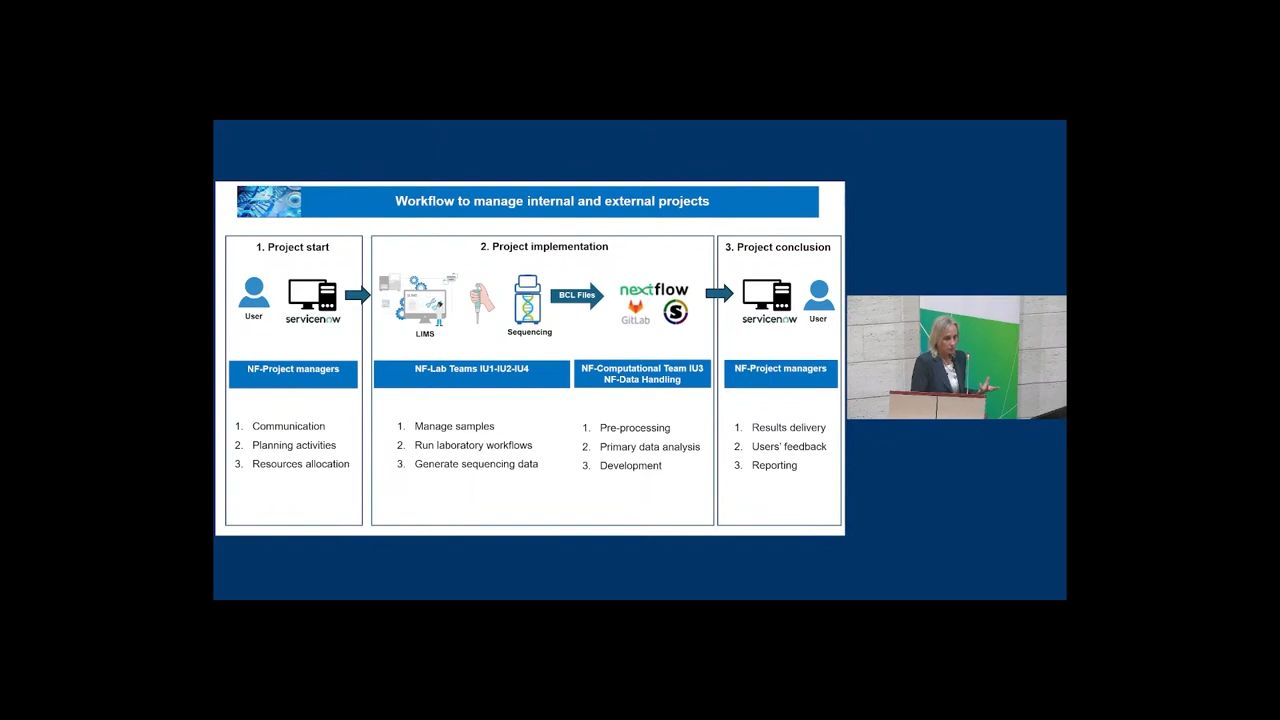 Workflow to manage internal and external projects
1. Project start
User
servicenow
NF-Project managers
1. Communication
2. Planning activities
3. Resources allocation
2. Project implementation
LIMS
Sequencing
BCL Files
nextflow
GitLab
S
NF-Lab Teams IU1-IU2-IU4
1. Manage samples
2. Run laboratory workflows
3. Generate sequencing data
NF-Computational Team IU3
NF-Data Handling
1. Pre-processing
2. Primary data analysis
3. Development
3. Project conclusion
servicenow
User
NF-Project managers
1. Results delivery
2. Users' feedback
3. Reporting